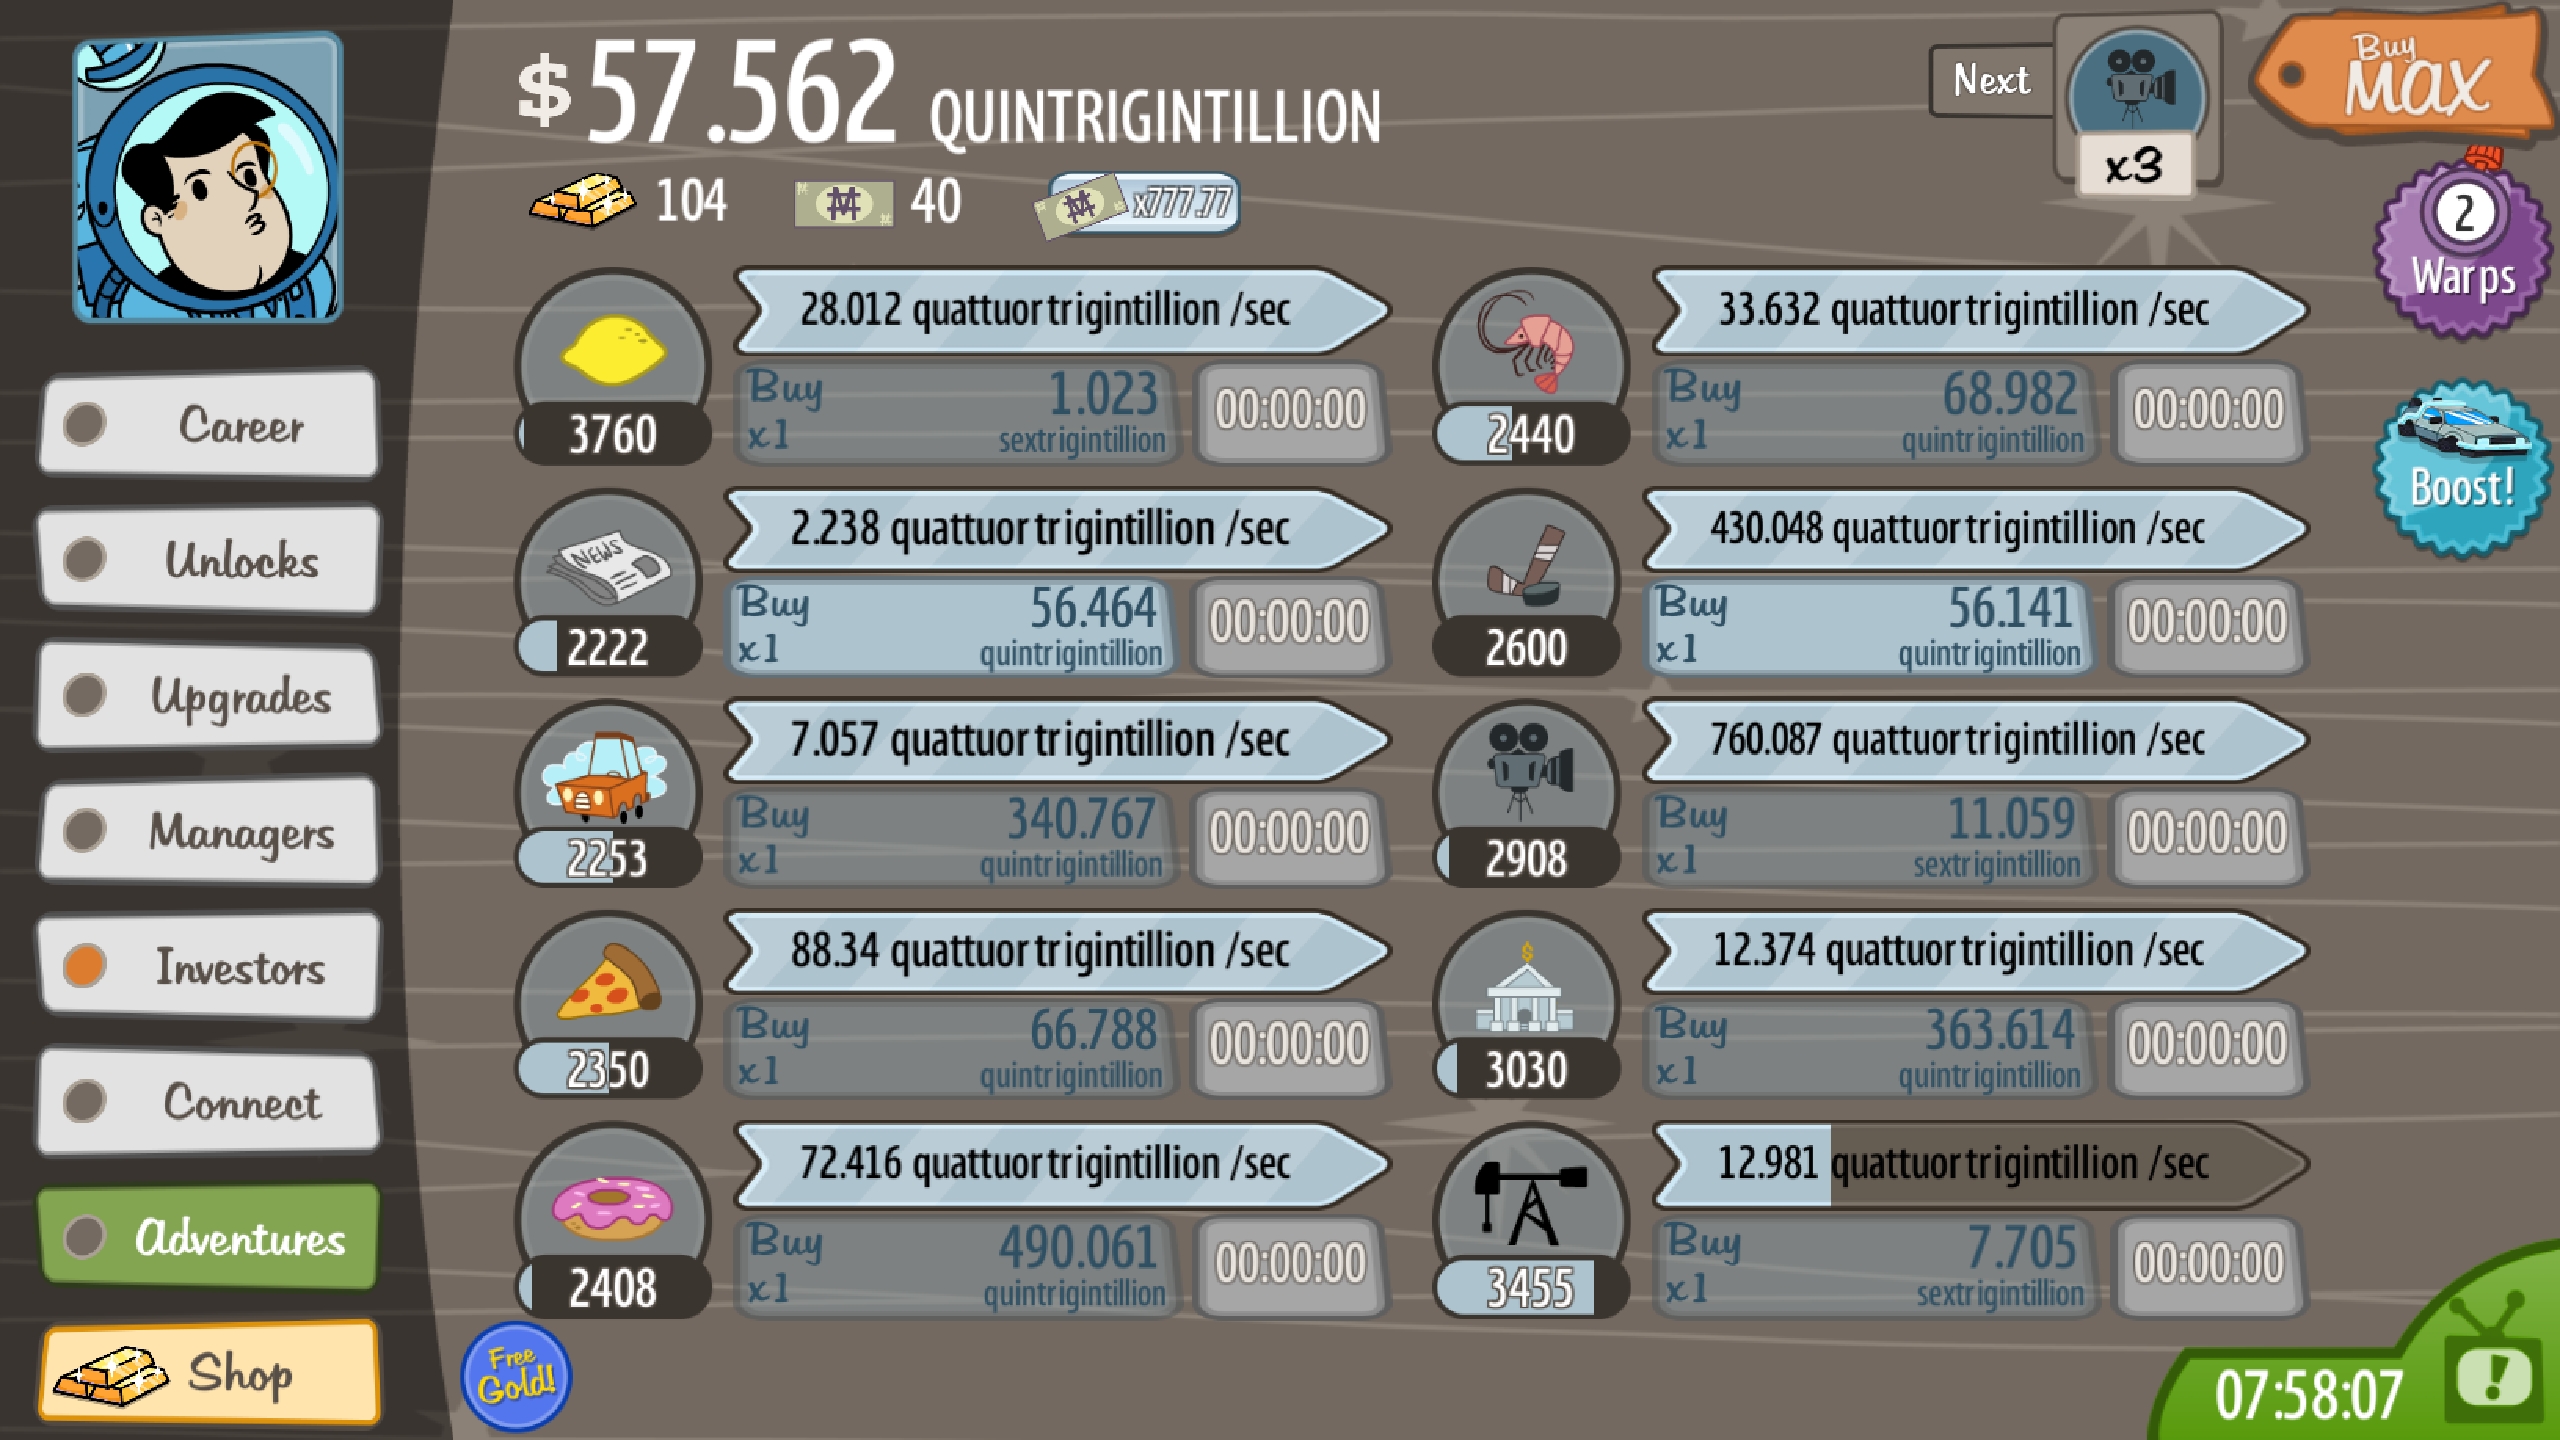 $57.562 QUINTRIGINTILLION
104 40 x777.77
Next
x3
Buy
MAX
2
Warps
Boost!
Career
Unlocks
Upgrades
Managers
Investors
Connect
Adventures
Shop
28.012 quattuortrigintillion /sec
3760
Buy 1.023
x1 sextrigintillion
00:00:00
NEWS
2.238 quattuortrigintillion /sec
2222
Buy 56.464
x1 quintrigintillion
00:00:00
7.057 quattuortrigintillion /sec
2253
Buy 340.767
x1 quintrigintillion
00:00:00
88.34 quattuortrigintillion /sec
2350
Buy 66.788
x1 quintrigintillion
00:00:00
72.416 quattuortrigintillion /sec
2408
Buy 490.061
x1 quintrigintillion
00:00:00
33.632 quattuortrigintillion /sec
2440
Buy 68.982
x1 quintrigintillion
00:00:00
430.048 quattuortrigintillion /sec
2600
Buy 56.141
x1 quintrigintillion
00:00:00
760.087 quattuortrigintillion /sec
2908
Buy 11.059
x1 sextrigintillion
00:00:00
$
12.374 quattuortrigintillion /sec
3030
Buy 363.614
x1 quintrigintillion
00:00:00
12.981 quattuortrigintillion /sec
3455
Buy 7.705
x1 sextrigintillion
00:00:00
Free
Gold!
07:58:07
!